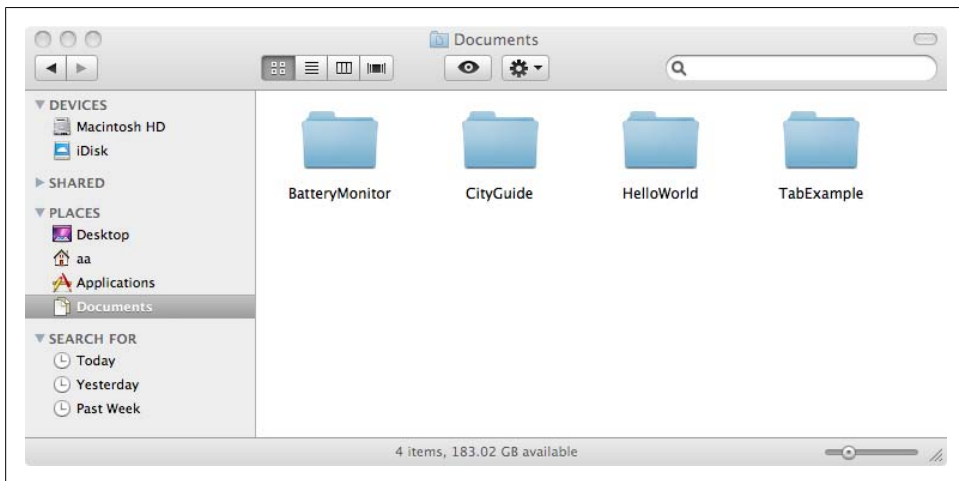 Documents
DEVICES
Macintosh HD
iDisk
SHARED
PLACES
Desktop
aa
Applications
Documents
SEARCH FOR
Today
Yesterday
Past Week
BatteryMonitor
CityGuide
HelloWorld
TabExample
4 items, 183.02 GB available